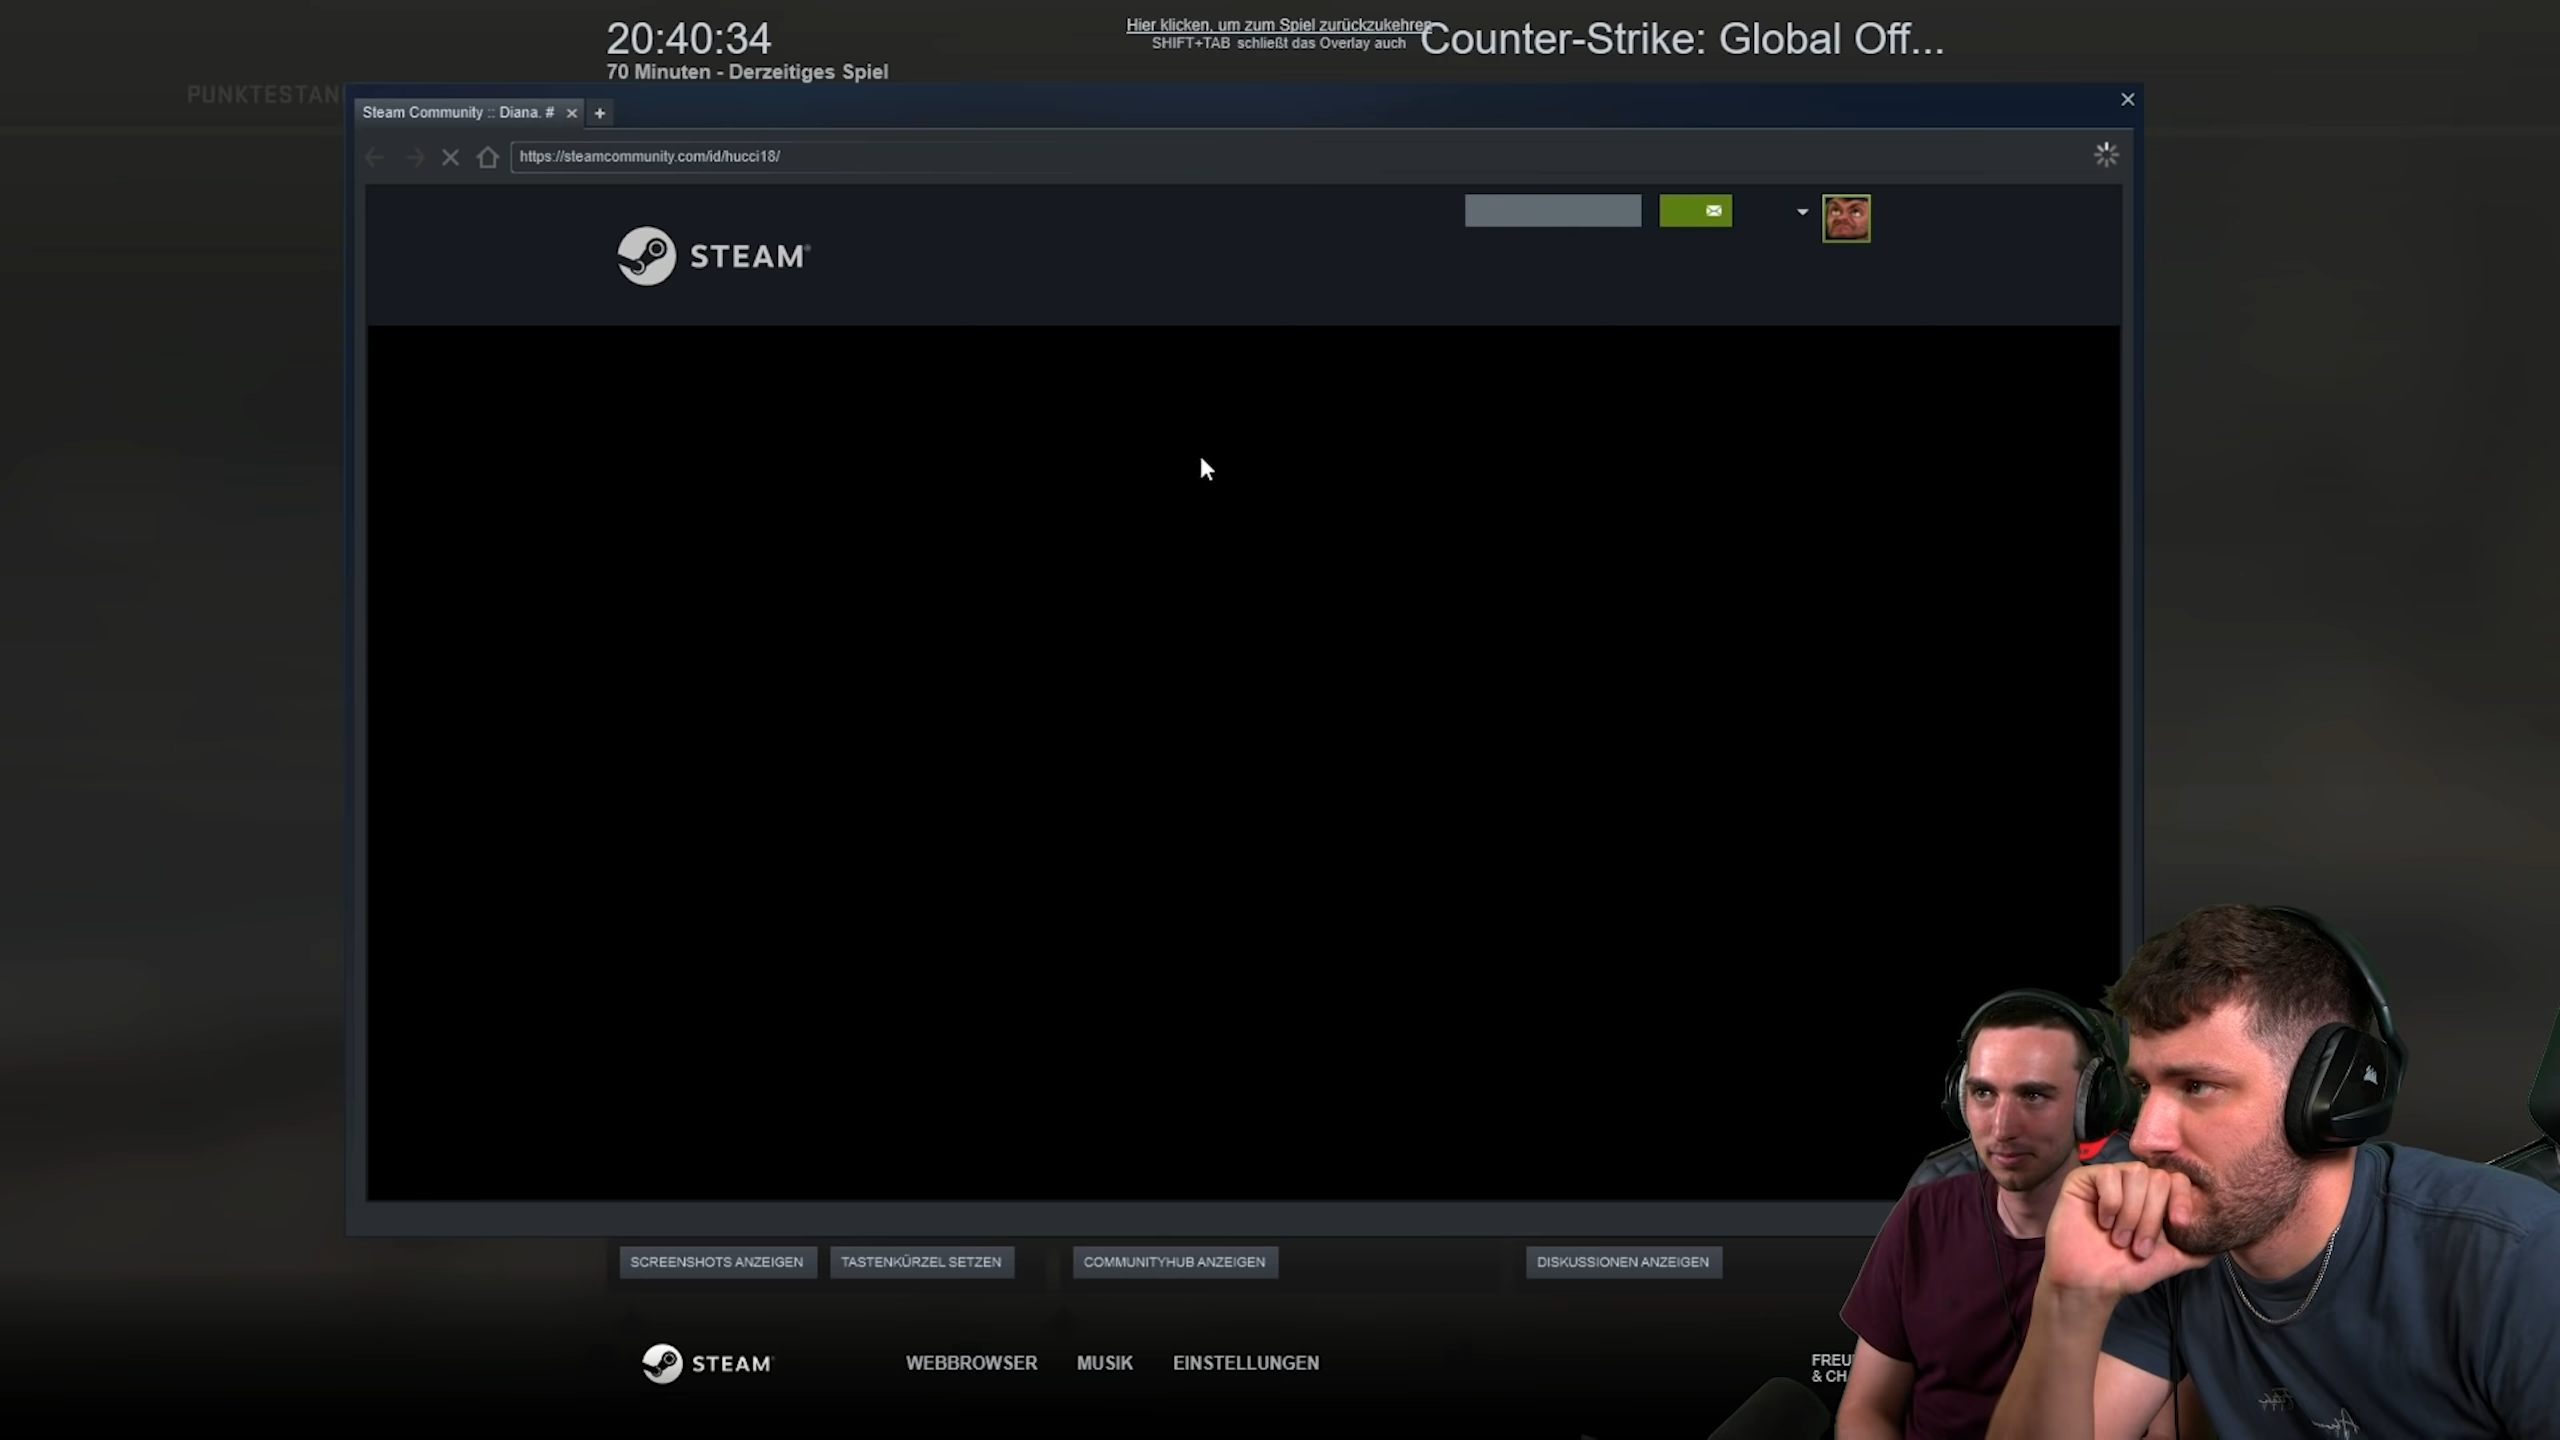 20:40:34
70 Minuten - Derzeitiges Spiel
Hier klicken, um zum Spiel zurückzukehren
SHIFT+TAB schließt das Overlay auch
Counter-Strike: Global Off...
PUNKTESTAN
Steam Community :: Diana. #
https://steamcommunity.com/id/hucci18/
STEAM
SCREENSHOTS ANZEIGEN
TASTENKÜRZEL SETZEN
COMMUNITYHUB ANZEIGEN
DISKUSSIONEN ANZEIGEN
STEAM
WEBBROWSER
MUSIK
EINSTELLUNGEN
FREU
& CH